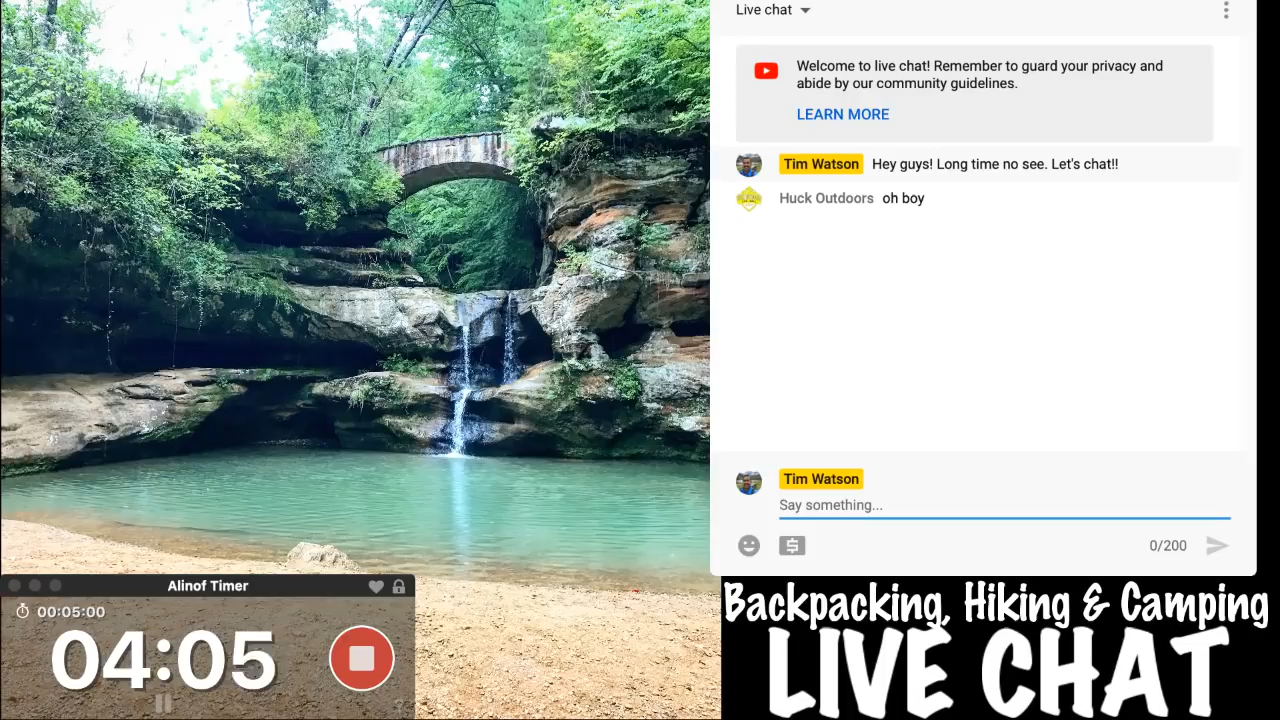 Live chat
Welcome to live chat! Remember to guard your privacy and
abide by our community guidelines.
LEARN MORE
Tim Watson Hey guys! Long time no see. Let's chat!!
Huck Outdoors oh boy
Tim Watson
Say something...
0/200
Alinof Timer
00:05:00
04:05
Backpacking, Hiking & Camping
LIVE CHAT